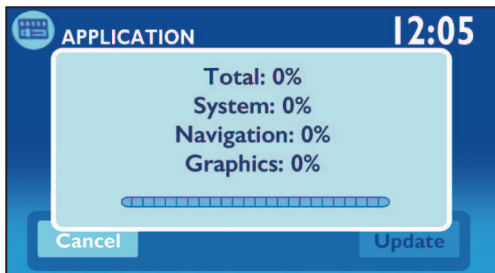 APPLICATION 12:05
Total: 0%
System: 0%
Navigation: 0%
Graphics: 0%
Cancel Update